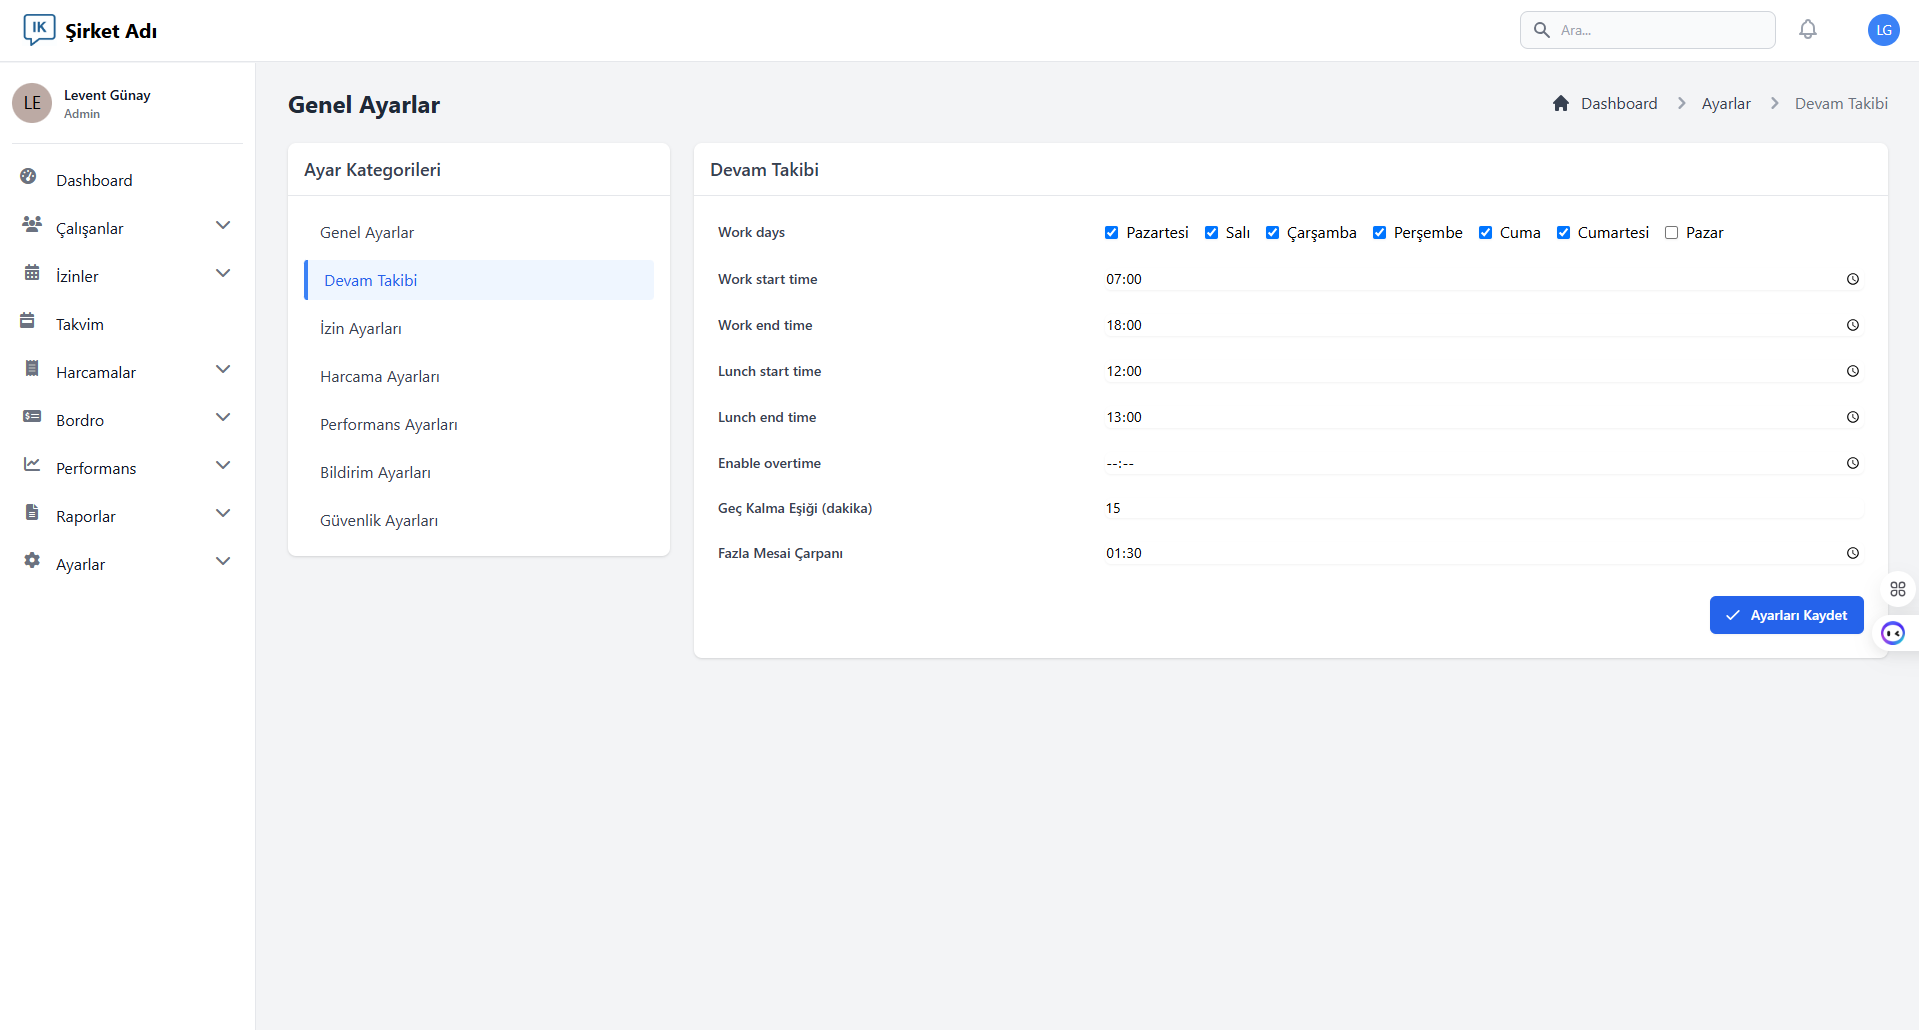 IK Şirket Adı
Ara...
LG
LE
Levent Günay
Admin
Dashboard
Çalışanlar
İzinler
Takvim
Harcamalar
Bordro
Performans
Raporlar
Ayarlar
Genel Ayarlar
Dashboard > Ayarlar > Devam Takibi
Ayar Kategorileri
Genel Ayarlar
Devam Takibi
İzin Ayarları
Harcama Ayarları
Performans Ayarları
Bildirim Ayarları
Güvenlik Ayarları
Devam Takibi
Work days Pazartesi Salı Çarşamba Perşembe Cuma Cumartesi Pazar
Work start time 07:00
Work end time 18:00
Lunch start time 12:00
Lunch end time 13:00
Enable overtime --:--
Geç Kalma Eşiği (dakika) 15
Fazla Mesai Çarpanı 01:30
Ayarları Kaydet